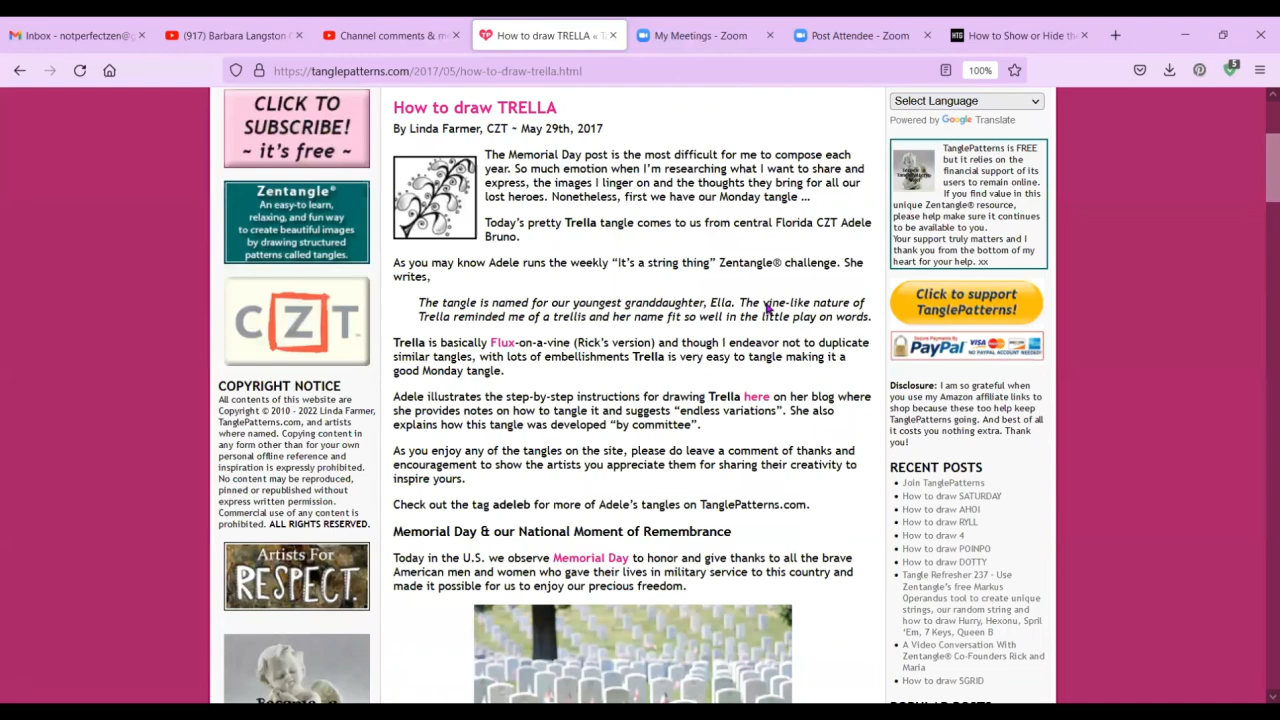 Inbox - notperfectzen@
(917) Barbara Langston
Channel comments & m
How to draw TRELLA «
My Meetings - Zoom
Post Attendee - Zoom
HTG How to Show or Hide the
https://tanglepatterns.com/2017/05/how-to-draw-trella.html
100%
5
CLICK TO
SUBSCRIBE!
~ it's free ~
Zentangle®
An easy-to learn,
relaxing, and fun way
to create beautiful images
by drawing structured
patterns called tangles.
CZT
COPYRIGHT NOTICE
All contents of this website are
Copyright © 2010 - 2022 Linda Farmer,
TanglePatterns.com, and artists
where named. Copying content in
any form other than for your own
personal offline reference and
inspiration is expressly prohibited.
No content may be reproduced,
pinned or republished without
express written permission.
Commercial use of any content is
prohibited. ALL RIGHTS RESERVED.
Artists For
RESPECT.
How to draw TRELLA
By Linda Farmer, CZT ~ May 29th, 2017
The Memorial Day post is the most difficult for me to compose each
year. So much emotion when I'm researching what I want to share and
express, the images I linger on and the thoughts they bring for all our
lost heroes. Nonetheless, first we have our Monday tangle ...
Today's pretty Trella tangle comes to us from central Florida CZT Adele
Bruno.
As you may know Adele runs the weekly "It's a string thing" Zentangle® challenge. She
writes,
The tangle is named for our youngest granddaughter, Ella. The vine-like nature of
Trella reminded me of a trellis and her name fit so well in the little play on words.
Trella is basically Flux-on-a-vine (Rick's version) and though I endeavor not to duplicate
similar tangles, with lots of embellishments Trella is very easy to tangle making it a
good Monday tangle.
Adele illustrates the step-by-step instructions for drawing Trella here on her blog where
she provides notes on how to tangle it and suggests "endless variations". She also
explains how this tangle was developed "by committee".
As you enjoy any of the tangles on the site, please do leave a comment of thanks and
encouragement to show the artists you appreciate them for sharing their creativity to
inspire yours.
Check out the tag adeleb for more of Adele's tangles on TanglePatterns.com.
Memorial Day & our National Moment of Remembrance
Today in the U.S. we observe Memorial Day to honor and give thanks to all the brave
American men and women who gave their lives in military service to this country and
made it possible for us to enjoy our precious freedom.
Select Language
Powered by Google Translate
TanglePatterns is FREE
but it relies on the
financial support of its
users to remain online.
If you find value in this
unique Zentangle® resource,
please help make sure it continues
to be available to you.
Your support truly matters and I
thank you from the bottom of my
heart for your help. xx
Click to support
TanglePatterns!
PayPal VISA
Disclosure: I am so grateful when
you use my Amazon affiliate links to
shop because these too help keep
TanglePatterns going. And best of all
it costs you nothing extra. Thank
you!
RECENT POSTS
Join TanglePatterns
How to draw SATURDAY
How to draw AHOI
How to draw RYLL
How to draw 4
How to draw POINPO
How to draw DOTTY
Tangle Refresher 237 - Use
Zentangle's free Markus
Operandus tool to create unique
strings, our random string and
how to draw Hurry, Hexonu, Spril
'Em, 7 Keys, Queen B
A Video Conversation With
Zentangle® Co-Founders Rick and
Maria
How to draw SGRID